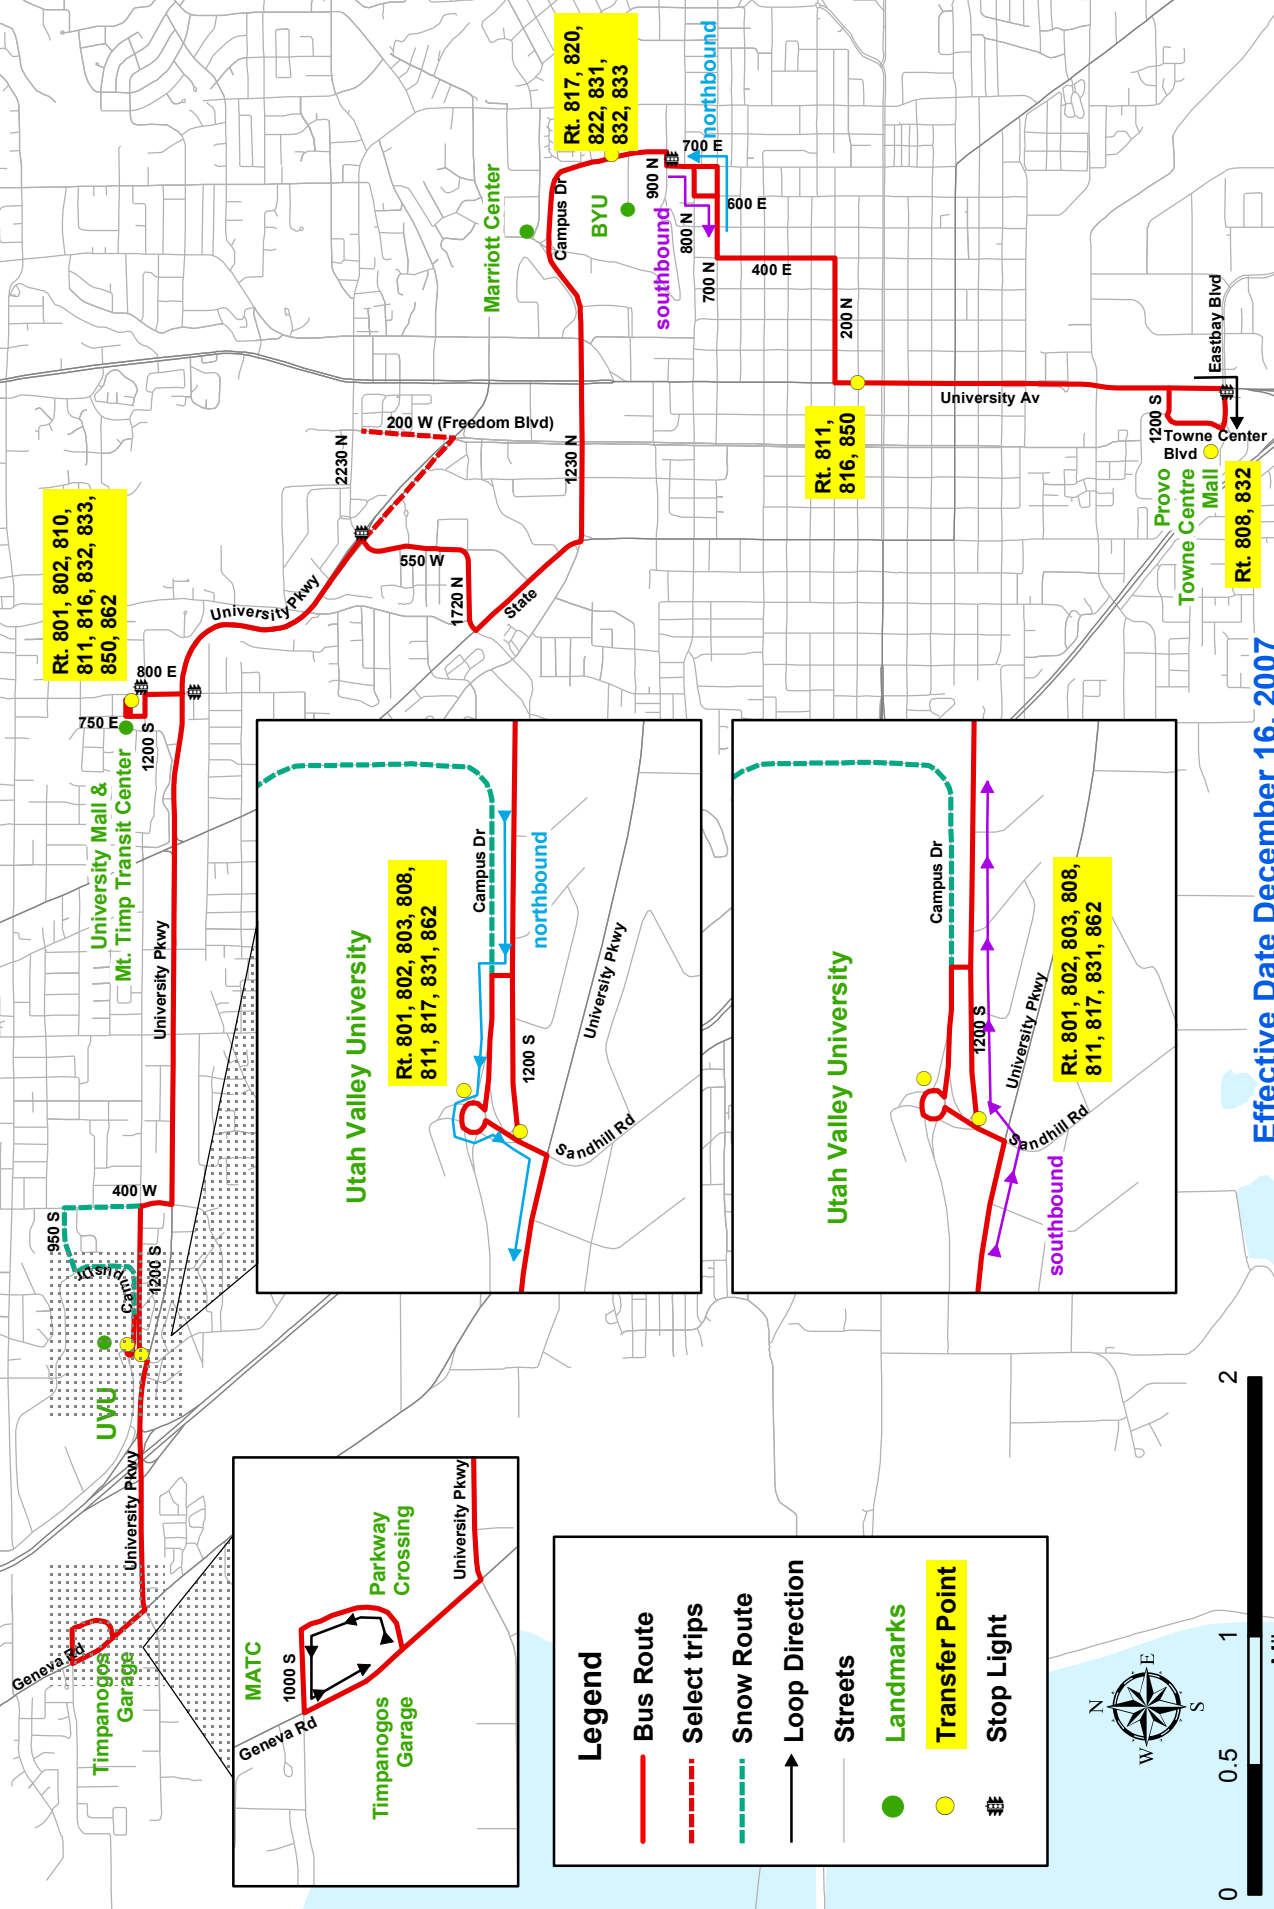 Rt. 817, 820,
822, 831,
832, 833
northbound
Marriott Center
Campus Dr
BYU
900 N
700 E
southbound
800 N
600 E
700 N
400 E
200 N
Eastbay Blvd
University Av
1200 S
Towne Center
Blvd
Provo
Towne Centre
Mall
Rt. 808, 832
Rt. 811,
816, 850
200 W (Freedom Blvd)
2230 N
1230 N
550 W
1720 N
State
University Pkwy
Rt. 801, 802, 810,
811, 816, 832, 833,
850, 862
800 E
750 E
1200 S
University Mall &
Mt. Timp Transit Center
University Pkwy
400 W
950 S
Campus Dr
1200 S
UVU
University Pkwy
Geneva Rd
Timpanogos
Garage
Utah Valley University
Rt. 801, 802, 803, 808,
811, 817, 831, 862
Campus Dr
northbound
1200 S
University Pkwy
Sandhill Rd
Utah Valley University
Campus Dr
Rt. 801, 802, 803, 808,
811, 817, 831, 862
1200 S
University Pkwy
Sandhill Rd
southbound
Effective Date December 16, 2007
MATC
1000 S
Geneva Rd
Timpanogos
Garage
Parkway
Crossing
University Pkwy
Legend
Bus Route
Select trips
Snow Route
Loop Direction
Streets
Landmarks
Transfer Point
Stop Light
N
E
S
W
0
0.5
1
2